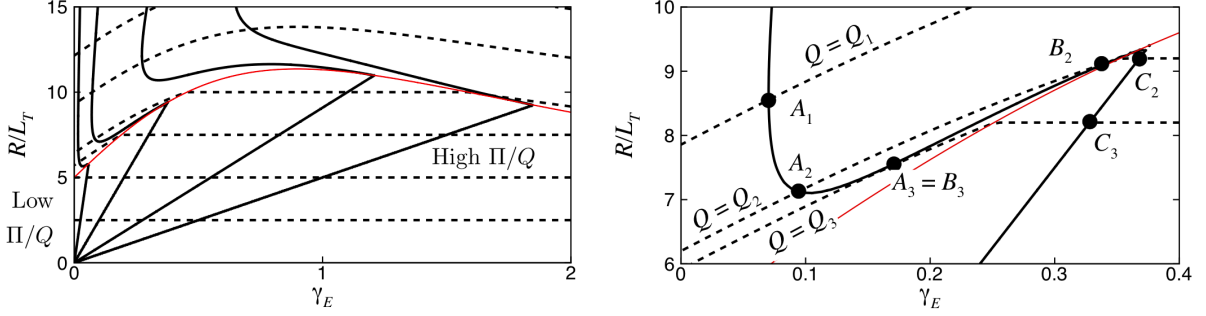 15
10
5
0
R/L_T
Low
Π/Q
High Π/Q
0
1
2
γ_E
10
9
8
7
6
R/L_T
Q = Q_1
Q = Q_2
Q = Q_3
A_1
A_2
A_3 = B_3
B_2
C_2
C_3
0
0.1
0.2
0.3
0.4
γ_E